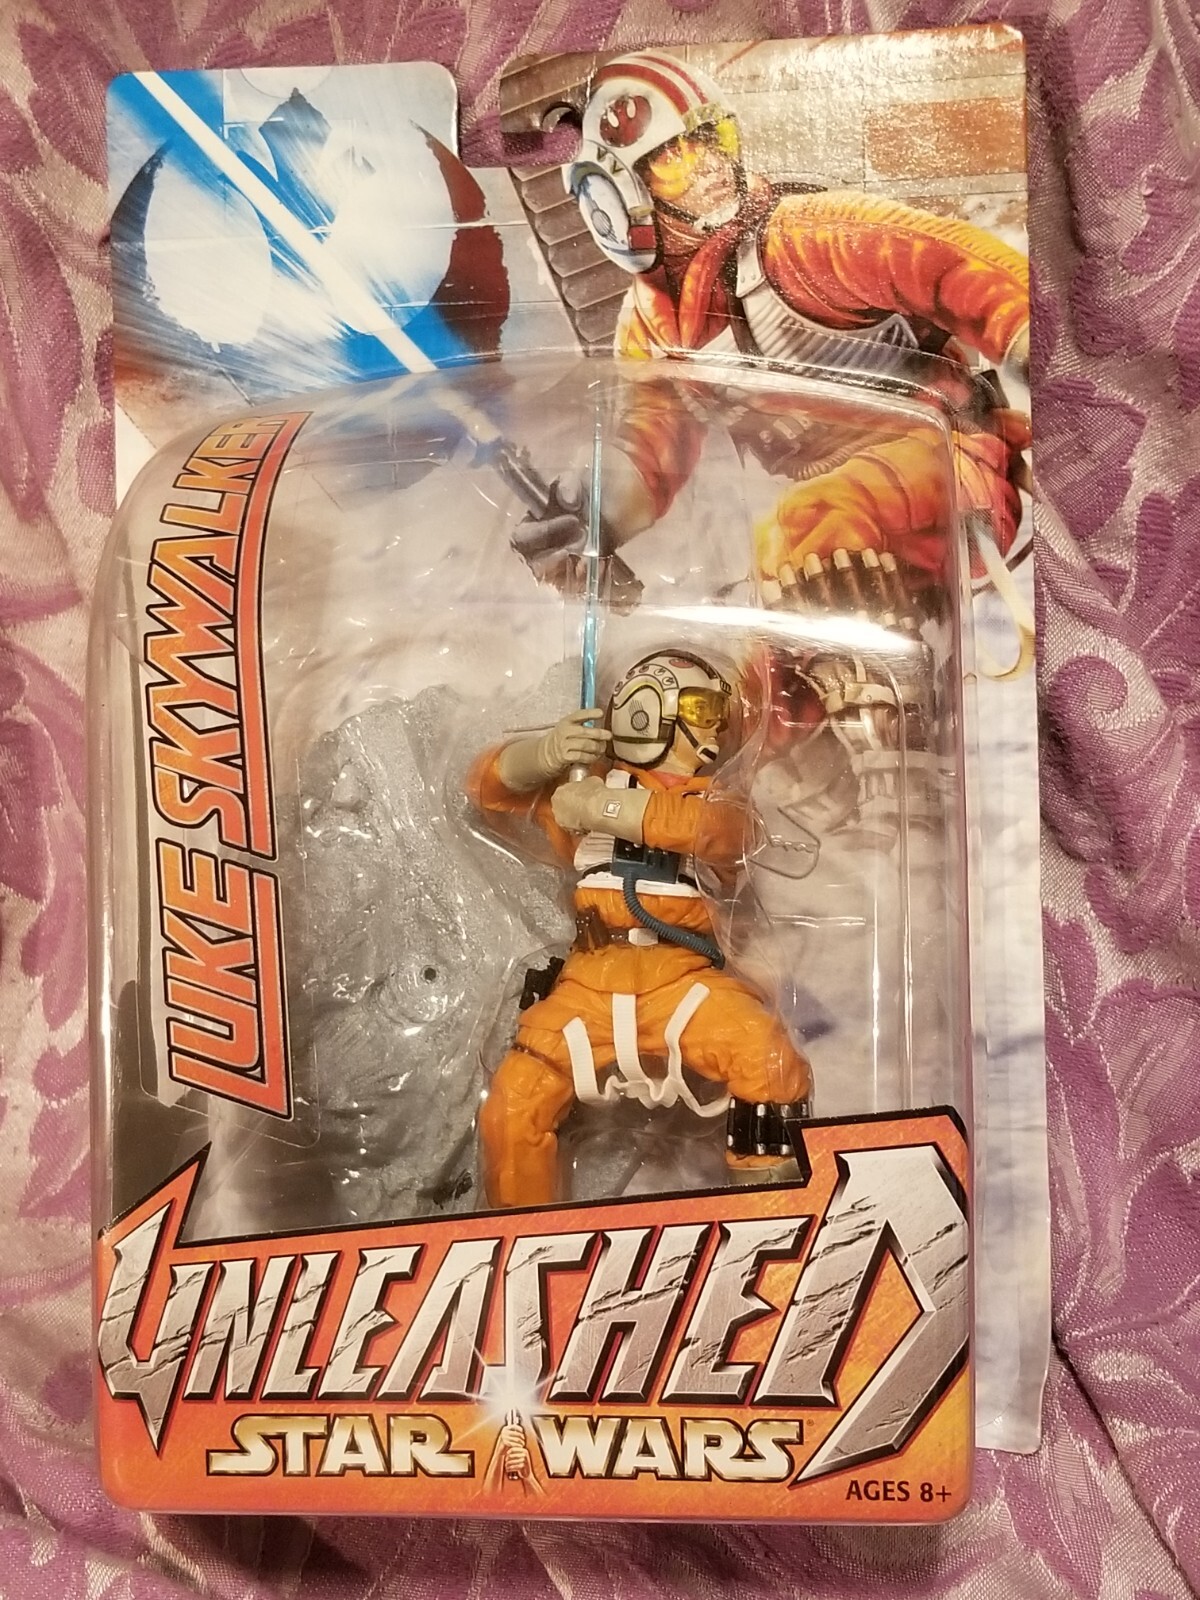 LUKE SKYWALKER
UNLEASHED
STAR WARS
AGES 8+